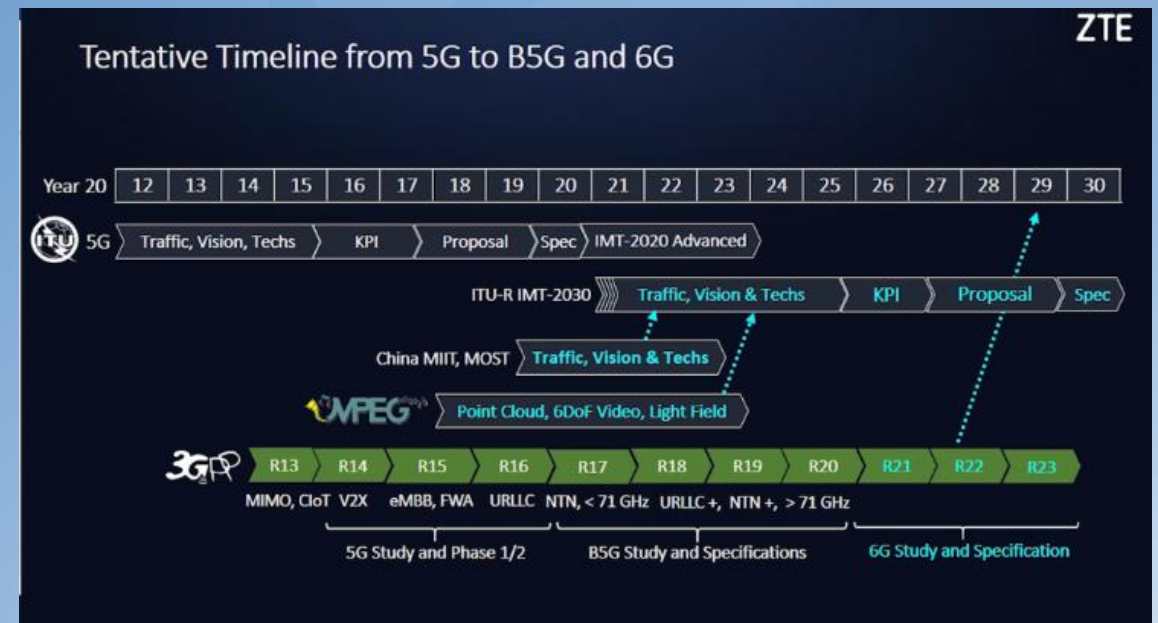 ZTE
Tentative Timeline from 5G to B5G and 6G
Year 20 12 13 14 15 16 17 18 19 20 21 22 23 24 25 26 27 28 29 30
ITU 5G Traffic, Vision, Techs KPI Proposal Spec IMT-2020 Advanced
ITU-R IMT-2030 Traffic, Vision & Techs KPI Proposal Spec
China MIIT, MOST Traffic, Vision & Techs
MPEG Point Cloud, 6DoF Video, Light Field
3GPP R13 R14 R15 R16 R17 R18 R19 R20 R21 R22 R23
MIMO, CIoT V2X eMBB, FWA URLLC NTN, < 71 GHz URLLC +, NTN +, > 71 GHz
5G Study and Phase 1/2 B5G Study and Specifications 6G Study and Specification